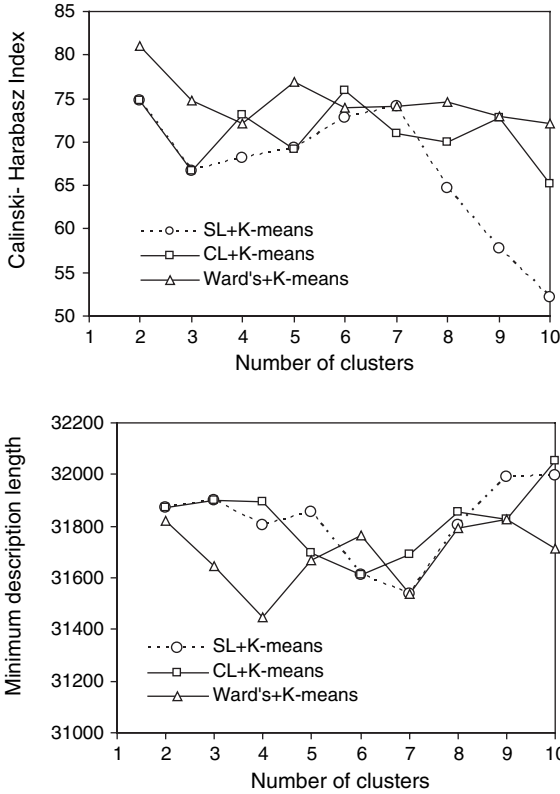 Calinski- Harabasz Index
85
80
75
70
65
60
55
50
SL+K-means
CL+K-means
Ward's+K-means
1 2 3 4 5 6 7 8 9 10
Number of clusters
Minimum description length
32200
32000
31800
31600
31400
31200
31000
SL+K-means
CL+K-means
Ward's+K-means
1 2 3 4 5 6 7 8 9 10
Number of clusters